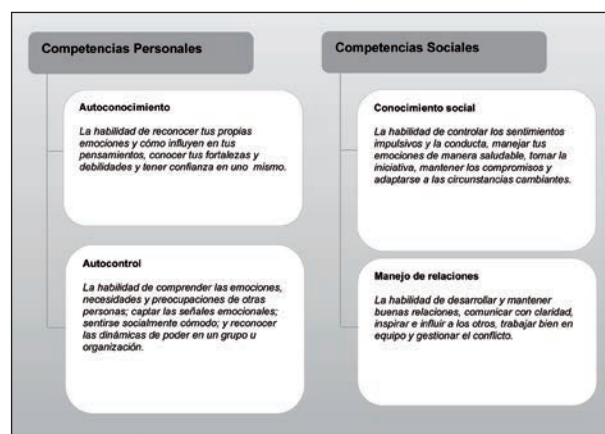 Competencias Personales
Autoconocimiento
La habilidad de reconocer tus propias
emociones y cómo influyen en tus
pensamientos, conocer tus fortalezas y
debilidades y tener confianza en uno mismo.
Autocontrol
La habilidad de comprender las emociones,
necesidades y preocupaciones de otras
personas; captar las señales emocionales;
sentirse socialmente cómodo; y reconocer
las dinámicas de poder en un grupo u
organización.
Competencias Sociales
Conocimiento social
La habilidad de controlar los sentimientos
impulsivos y la conducta, manejar tus
emociones de manera saludable, tomar la
iniciativa, mantener los compromisos y
adaptarse a las circunstancias cambiantes.
Manejo de relaciones
La habilidad de desarrollar y mantener
buenas relaciones, comunicar con claridad,
inspirar e influir a los otros, trabajar bien en
equipo y gestionar el conflicto.